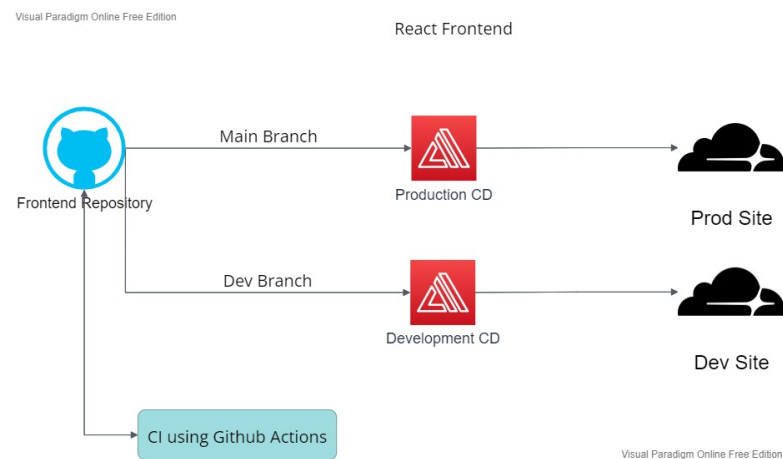 Visual Paradigm Online Free Edition
React Frontend
Main Branch
Frontend Repository
Production CD
Prod Site
Dev Branch
Development CD
Dev Site
CI using Github Actions
Visual Paradigm Online Free Edition